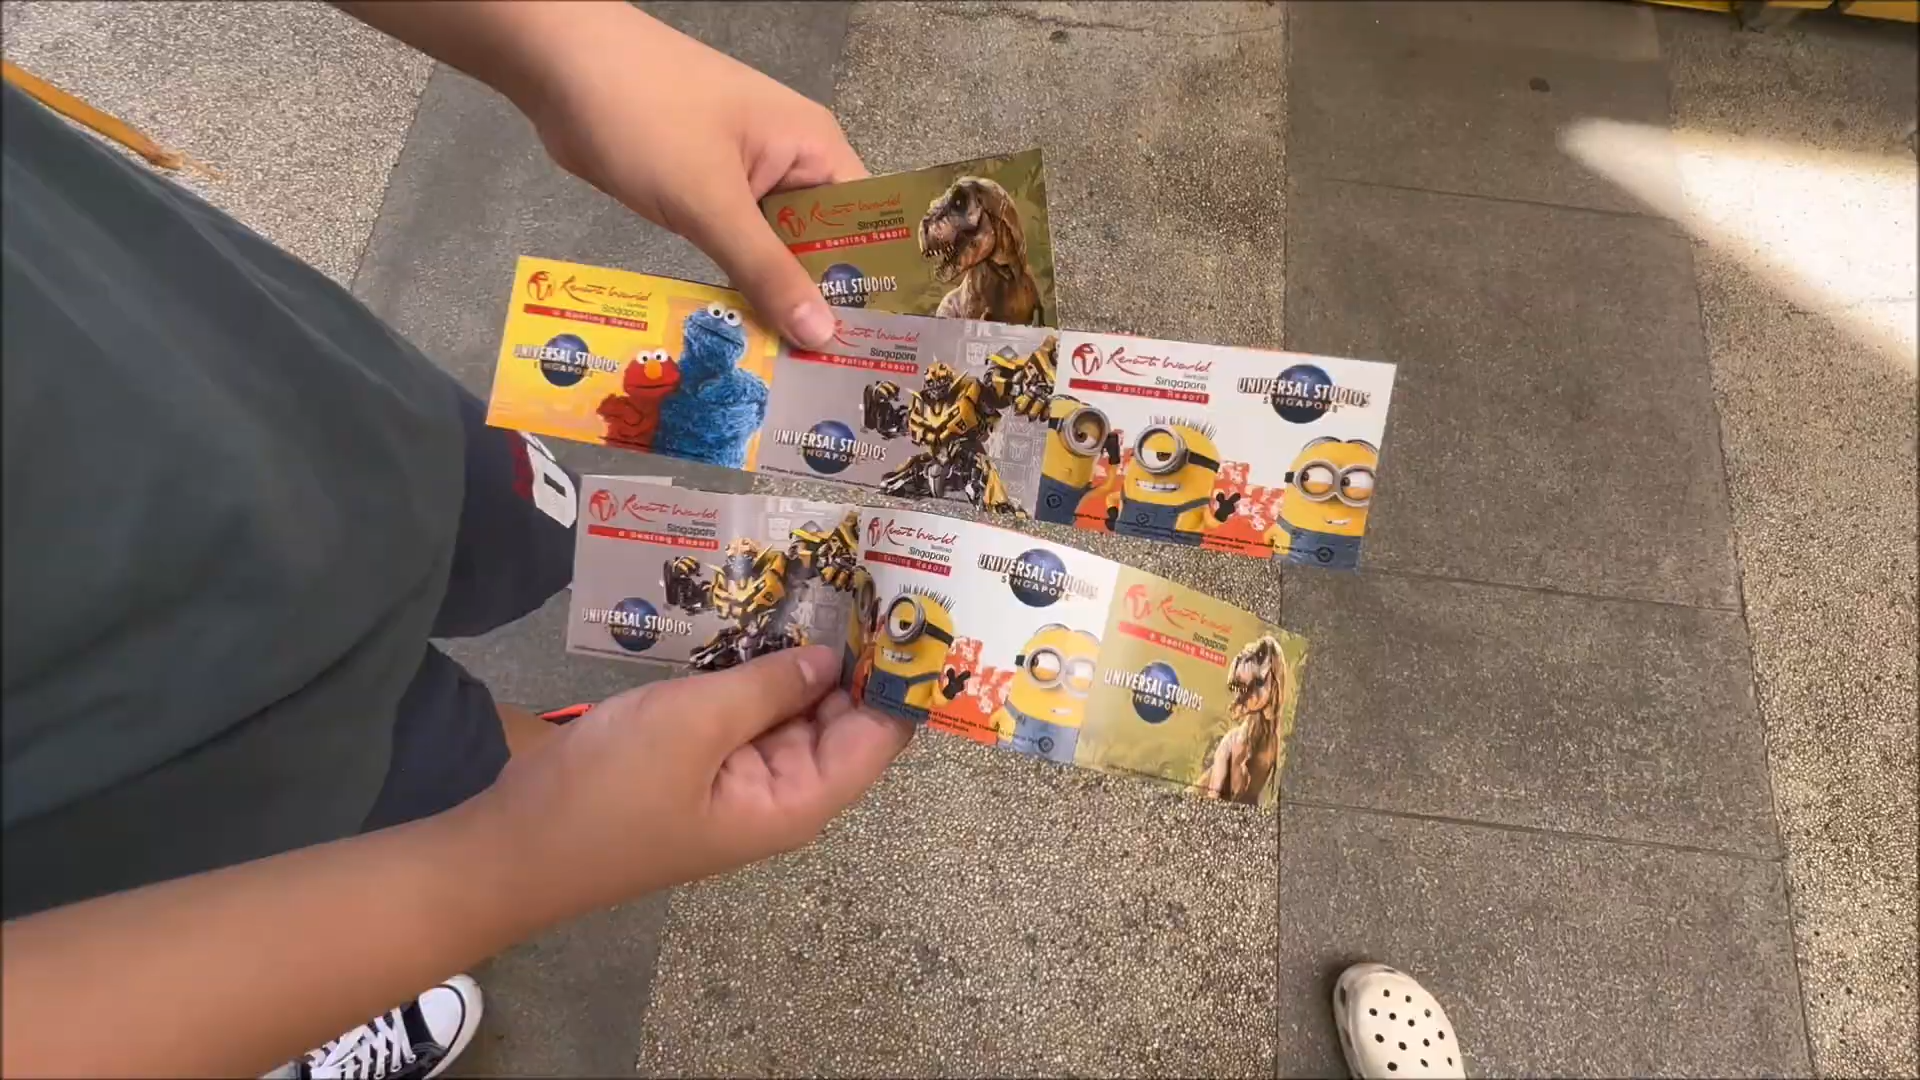 Resorts World
Sentosa
Singapore
a Genting Resort
ERSAL STUDIOS
NGAPORE
Resorts World
Sentosa
Singapore
a Genting Resort
UNIVERSAL STUDIOS
SINGAPORE
Resorts World
Sentosa
Singapore
a Genting Resort
UNIVERSAL STUDIOS
SINGAPORE
Resorts World
Sentosa
Singapore
a Genting Resort
UNIVERSAL STUDIOS
SINGAPORE
Resorts World
Sentosa
Singapore
a Genting Resort
UNIVERSAL STUDIOS
SINGAPORE
Resorts World
Sentosa
Singapore
a Genting Resort
UNIVERSAL STUDIOS
SINGAPORE
Resorts World
Sentosa
Singapore
a Genting Resort
UNIVERSAL STUDIOS
SINGAPORE